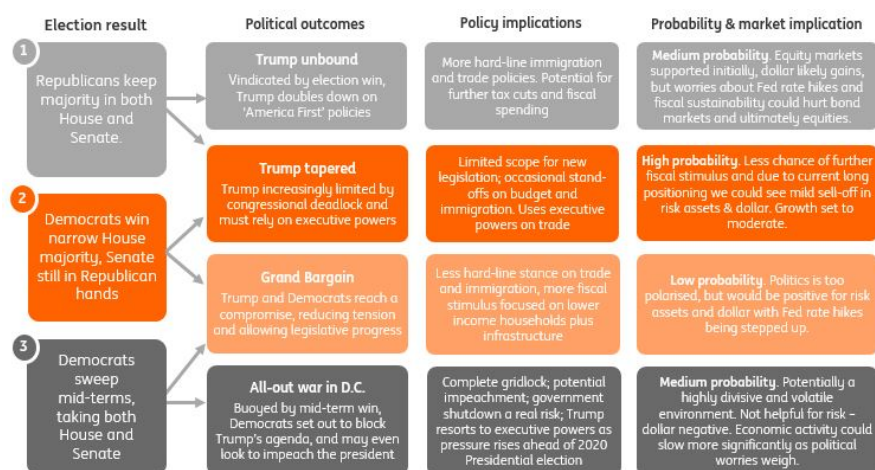 Election result
Political outcomes
Policy implications
Probability & market implication
1
Republicans keep
majority in both
House and
Senate.
Trump unbound
Vindicated by election win,
Trump doubles down on
'America First' policies
More hard-line immigration
and trade policies. Potential for
further tax cuts and fiscal
spending
Medium probability. Equity markets
supported initially, dollar likely gains,
but worries about Fed rate hikes and
fiscal sustainability could hurt bond
markets and ultimately equities.
2
Democrats win
narrow House
majority, Senate
still in Republican
hands
Trump tapered
Trump increasingly limited by
congressional deadlock and
must rely on executive powers
Limited scope for new
legislation; occasional stand-
offs on budget and
immigration. Uses executive
powers on trade
High probability. Less chance of further
fiscal stimulus and due to current long
positioning we could see mild sell-off in
risk assets & dollar. Growth set to
moderate.
Grand Bargain
Trump and Democrats reach a
compromise, reducing tension
and allowing legislative progress
Less hard-line stance on trade
and immigration, more fiscal
stimulus focused on lower
income households plus
infrastructure
Low probability. Politics is too
polarised, but would be positive for risk
assets and dollar with Fed rate hikes
being stepped up.
3
Democrats
sweep
mid-terms,
taking both
House and
Senate
All-out war in D.C.
Buoyed by mid-term win,
Democrats set out to block
Trump's agenda, and may even
look to impeach the president
Complete gridlock; potential
impeachment; government
shutdown a real risk; Trump
resorts to executive powers as
pressure rises ahead of 2020
Presidential election
Medium probability. Potentially a
highly divisive and volatile
environment. Not helpful for risk –
dollar negative. Economic activity could
slow more significantly as political
worries weigh.